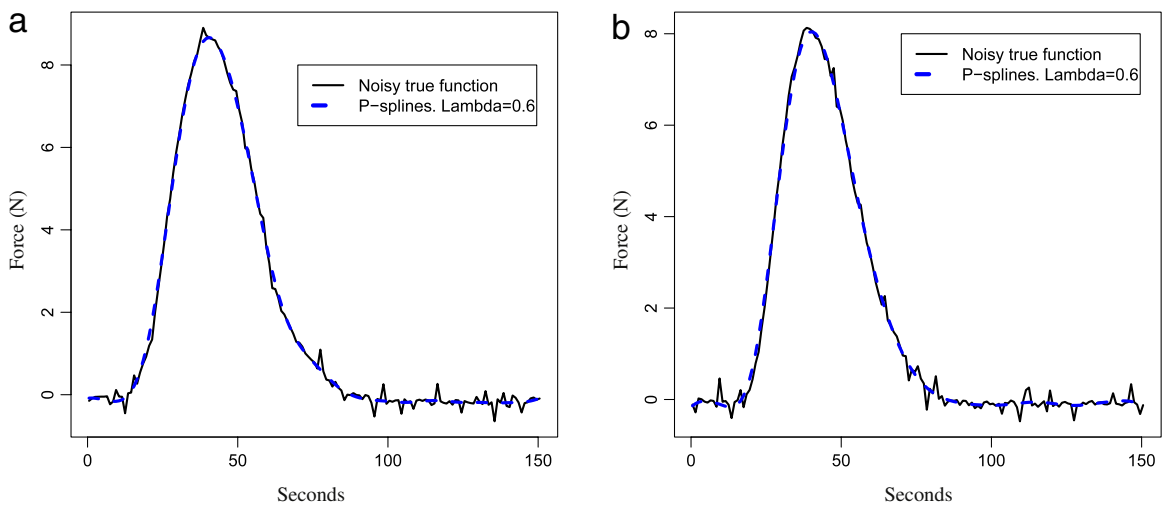 a
Noisy true function
P−splines. Lambda=0.6
Force (N)
8
6
4
2
0
0 50 100 150
Seconds
b
Noisy true function
P−splines. Lambda=0.6
Force (N)
8
6
4
2
0
0 50 100 150
Seconds